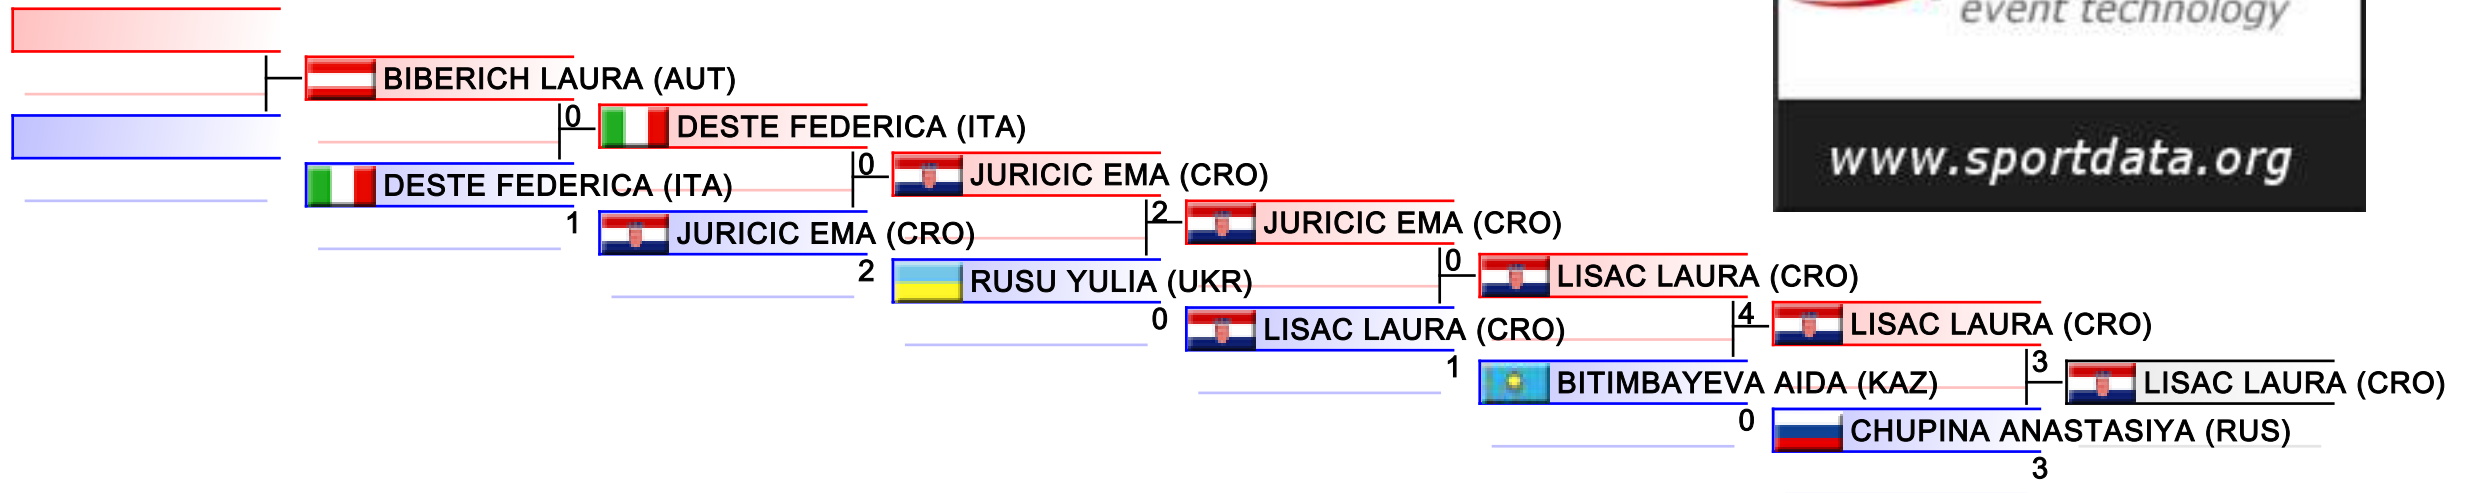 event technology
www.sportdata.org
BIBERICH LAURA (AUT)
0
DESTE FEDERICA (ITA)
1
DESTE FEDERICA (ITA)
0
JURICIC EMA (CRO)
2
JURICIC EMA (CRO)
2
RUSU YULIA (UKR)
0
JURICIC EMA (CRO)
0
LISAC LAURA (CRO)
1
LISAC LAURA (CRO)
4
BITIMBAYEVA AIDA (KAZ)
0
LISAC LAURA (CRO)
3
CHUPINA ANASTASIYA (RUS)
3
LISAC LAURA (CRO)